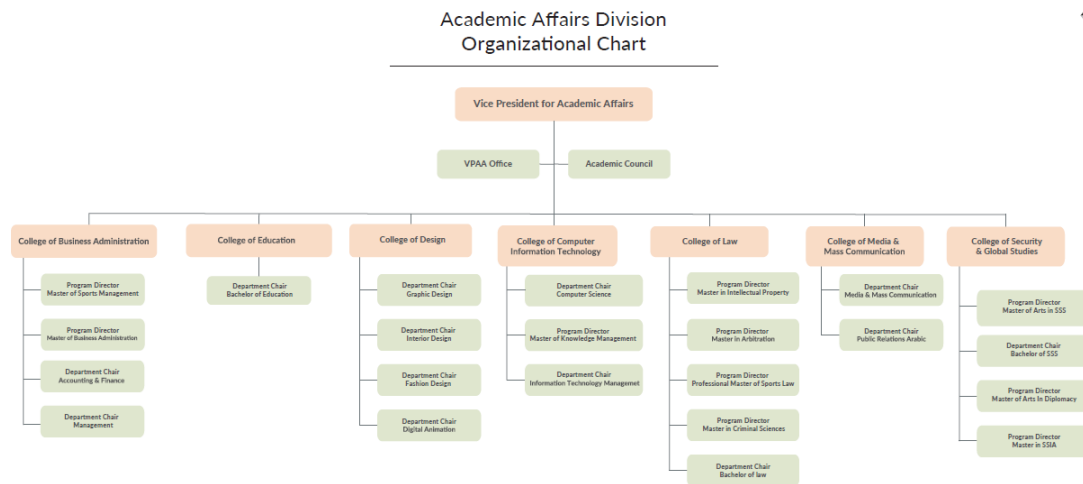 Academic Affairs Division
Organizational Chart
Vice President for Academic Affairs
VPAA Office
Academic Council
College of Business Administration
Program Director
Master of Sports Management
Program Director
Master of Business Administration
Department Chair
Accounting & Finance
Department Chair
Management
College of Education
Department Chair
Bachelor of Education
College of Design
Department Chair
Graphic Design
Department Chair
Interior Design
Department Chair
Fashion Design
Department Chair
Digital Animation
College of Computer
Information Technology
Department Chair
Computer Science
Program Director
Master of Knowledge Management
Department Chair
Information Technology Managemet
College of Law
Program Director
Master in Intellectual Property
Program Director
Master in Arbitration
Program Director
Professional Master of Sports Law
Program Director
Master in Criminal Sciences
Department Chair
Bachelor of law
College of Media &
Mass Communication
Department Chair
Media & Mass Communication
Department Chair
Public Relations Arabic
College of Security
& Global Studies
Program Director
Master of Arts in SSS
Department Chair
Bachelor of SSS
Program Director
Master of Arts In Diplomacy
Program Director
Master in SSIA